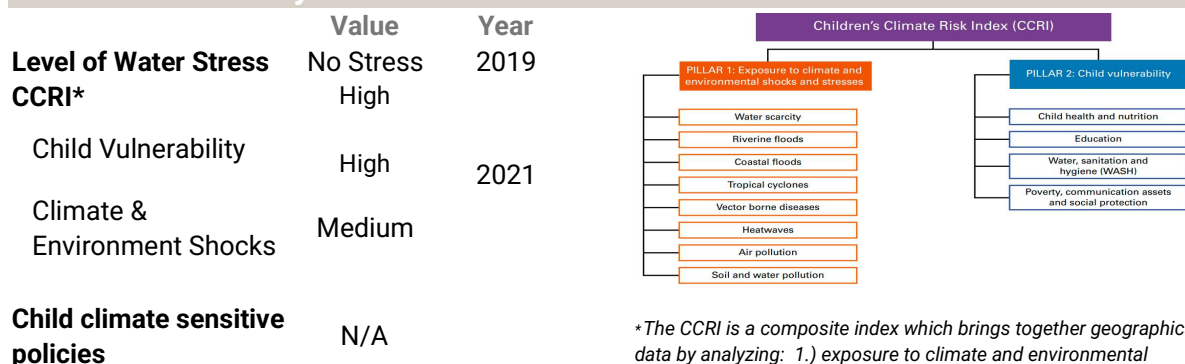 Value Year
Level of Water Stress No Stress 2019
CCRI* High
Child Vulnerability High
2021
Climate &
Environment Shocks Medium
Child climate sensitive
policies N/A
Children's Climate Risk Index (CCRI)
PILLAR 1: Exposure to climate and
environmental shocks and stresses
Water scarcity
Riverine floods
Coastal floods
Tropical cyclones
Vector borne diseases
Heatwaves
Air pollution
Soil and water pollution
PILLAR 2: Child vulnerability
Child health and nutrition
Education
Water, sanitation and
hygiene (WASH)
Poverty, communication assets
and social protection
*The CCRI is a composite index which brings together geographic
data by analyzing: 1.) exposure to climate and environmental